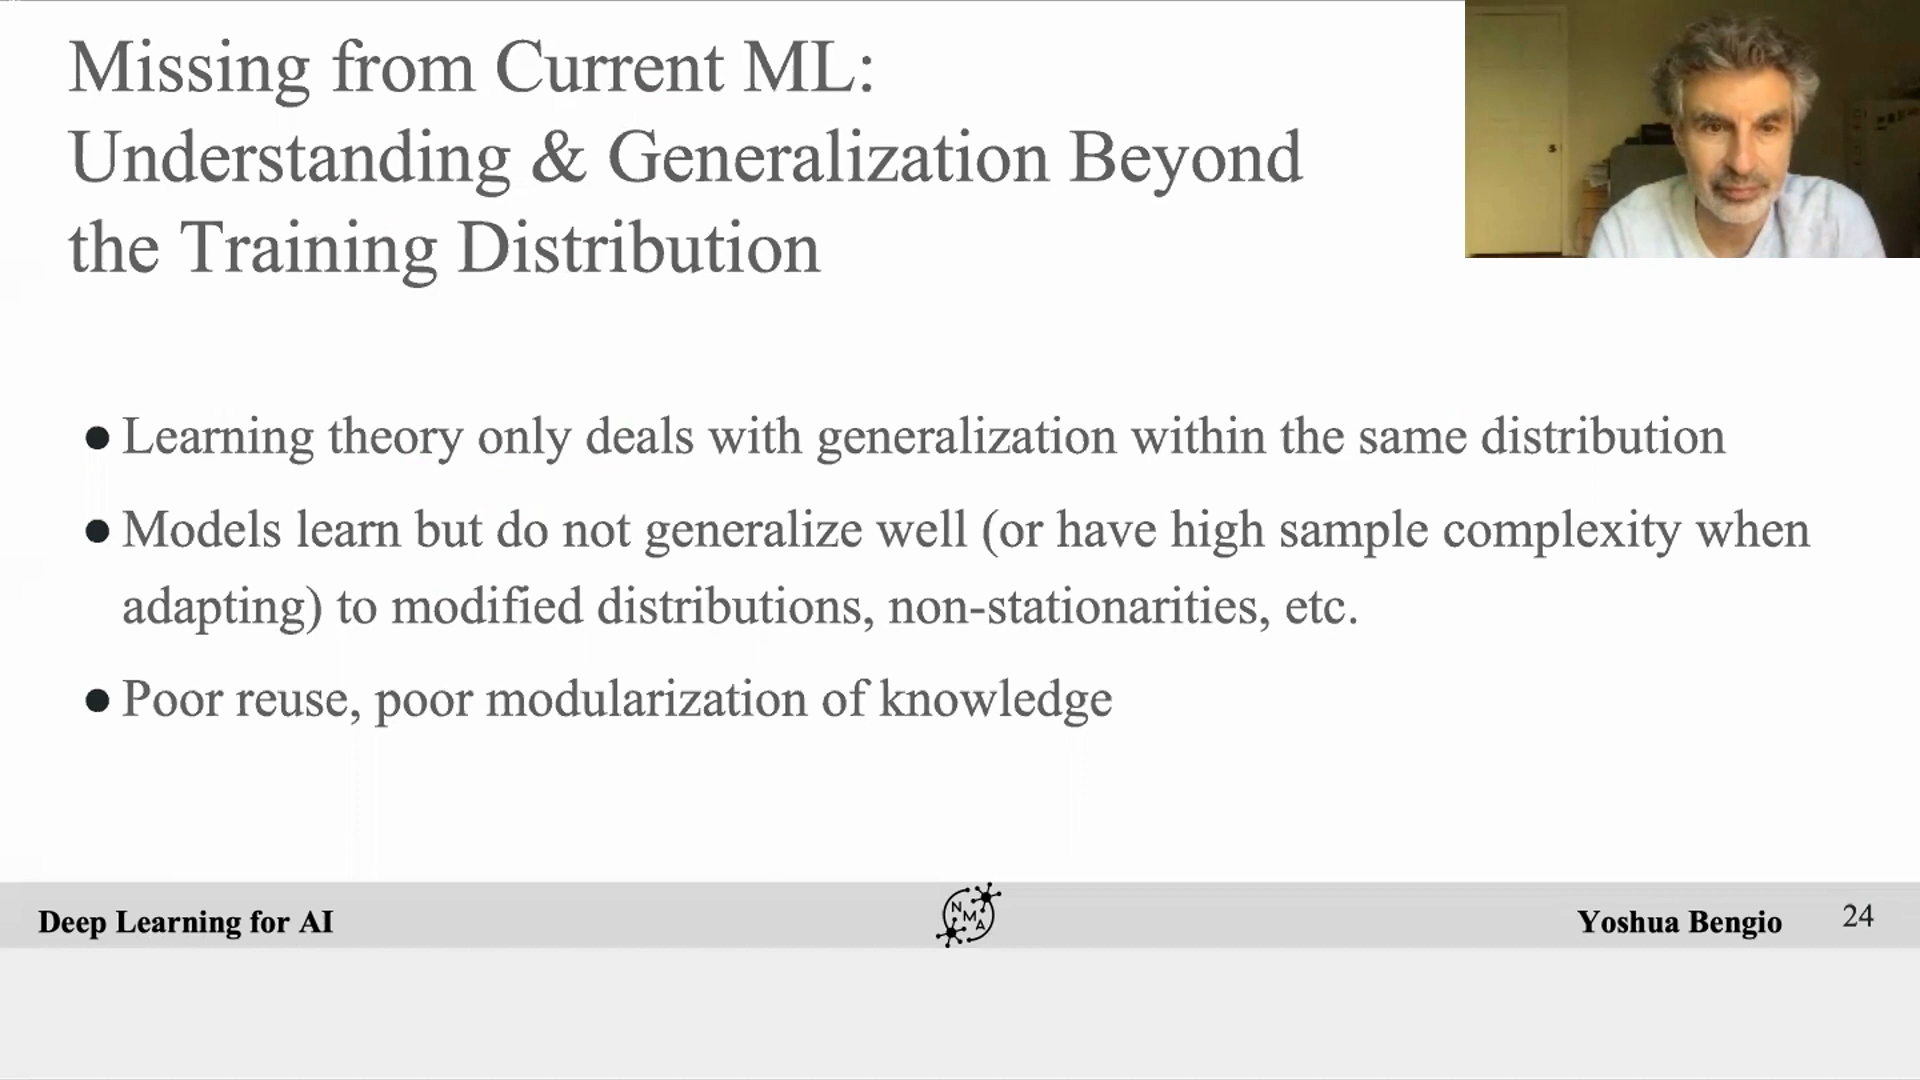 Missing from Current ML:
Understanding & Generalization Beyond
the Training Distribution
● Learning theory only deals with generalization within the same distribution
● Models learn but do not generalize well (or have high sample complexity when
adapting) to modified distributions, non-stationarities, etc.
● Poor reuse, poor modularization of knowledge
Deep Learning for AI
NMA
Yoshua Bengio
24